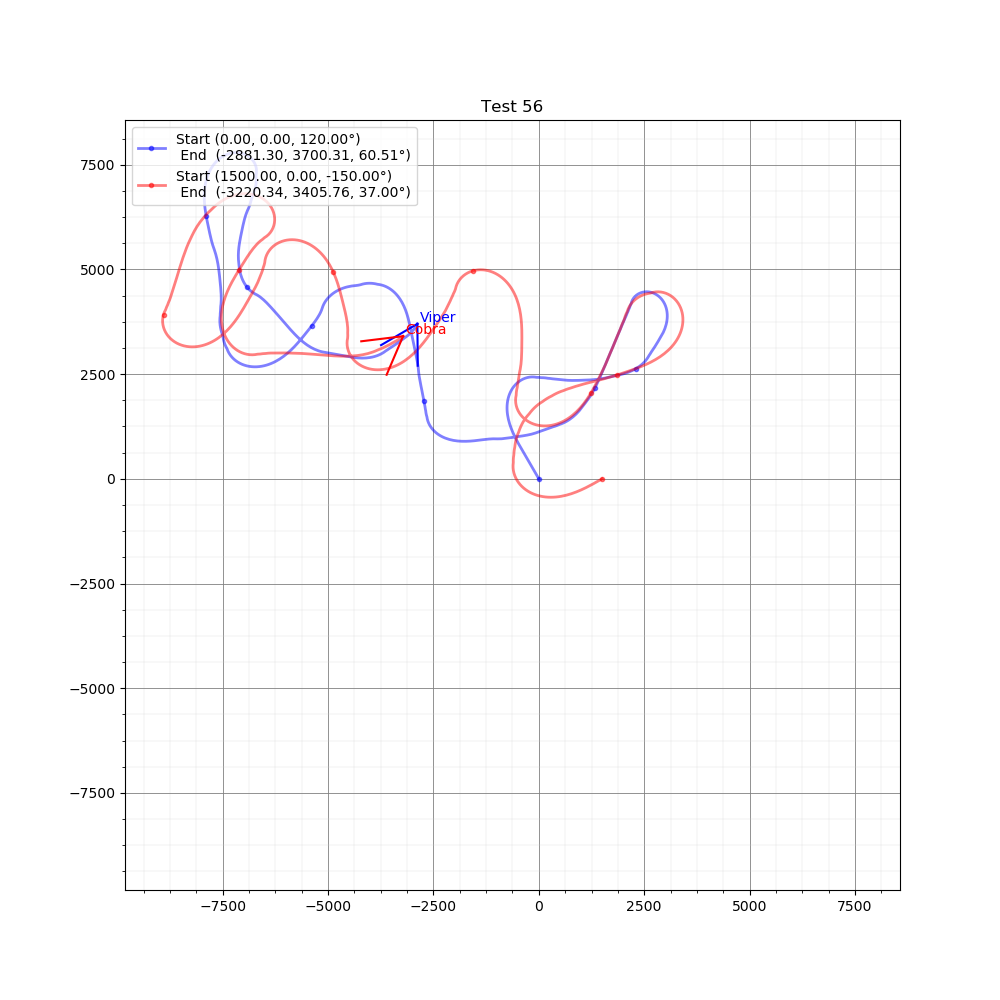 Test 56
Start (0.00, 0.00, 120.00°)
End (-2881.30, 3700.31, 60.51°)
Start (1500.00, 0.00, -150.00°)
End (-3220.34, 3405.76, 37.00°)
7500
5000
2500
0
−2500
−5000
−7500
Viper
Cobra
−7500 −5000 −2500 0 2500 5000 7500